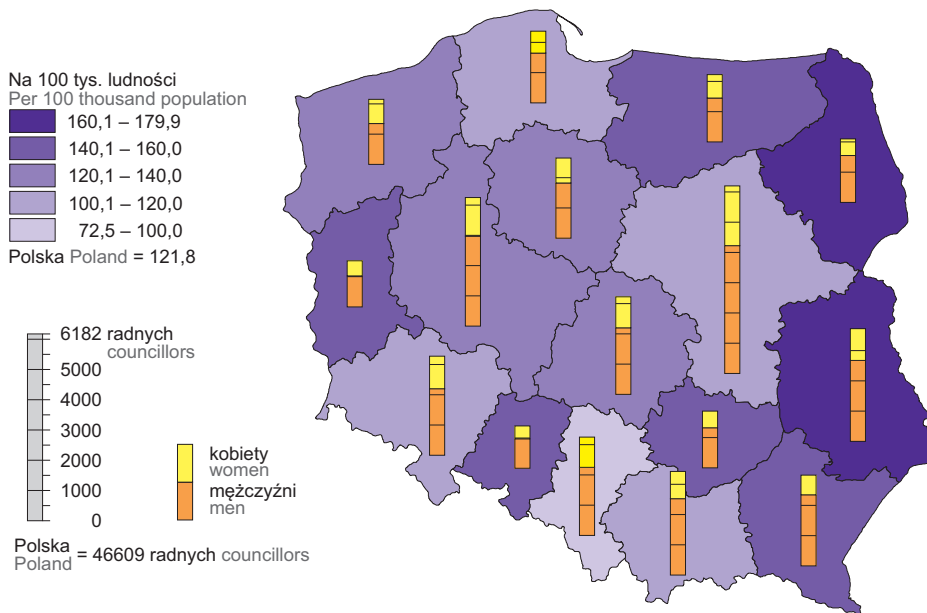 Na 100 tys. ludności
Per 100 thousand population
160,1 – 179,9
140,1 – 160,0
120,1 – 140,0
100,1 – 120,0
72,5 – 100,0
Polska Poland = 121,8
6182 radnych
councillors
5000
4000
3000
2000
1000
0
kobiety
women
mężczyźni
men
Polska
Poland = 46609 radnych councillors